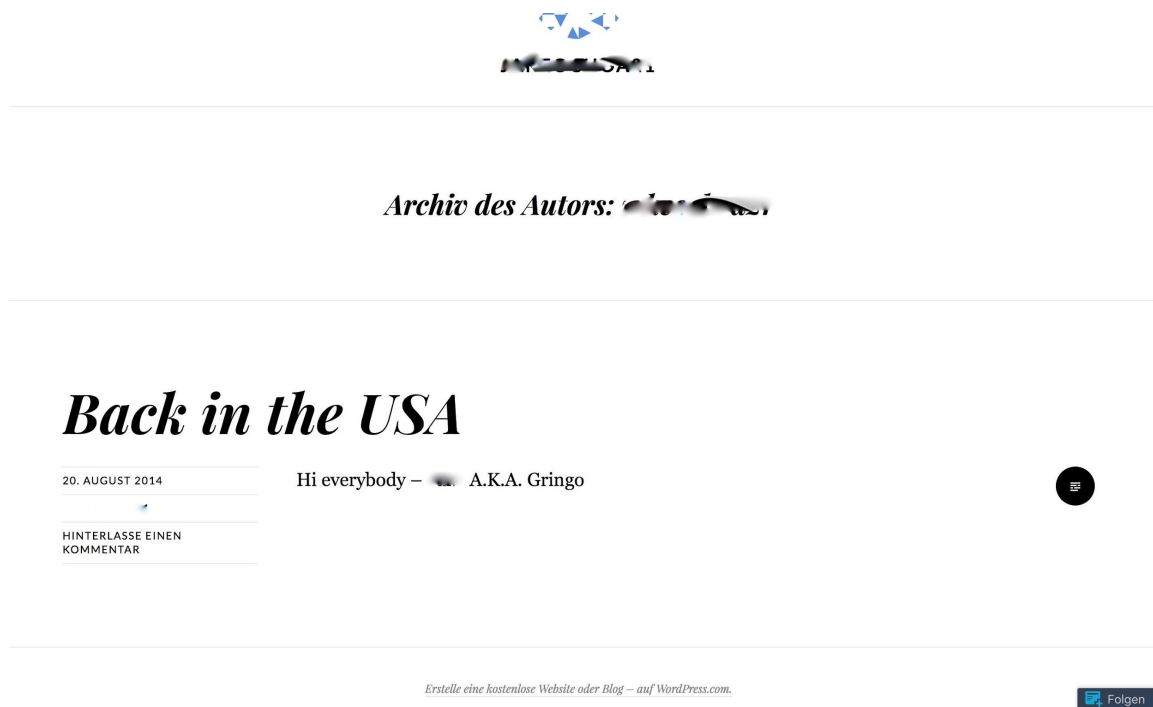 Archiv des Autors:
Back in the USA
20. AUGUST 2014
Hi everybody – A.K.A. Gringo
HINTERLASSE EINEN
KOMMENTAR
Erstelle eine kostenlose Website oder Blog – auf WordPress.com.
Folgen